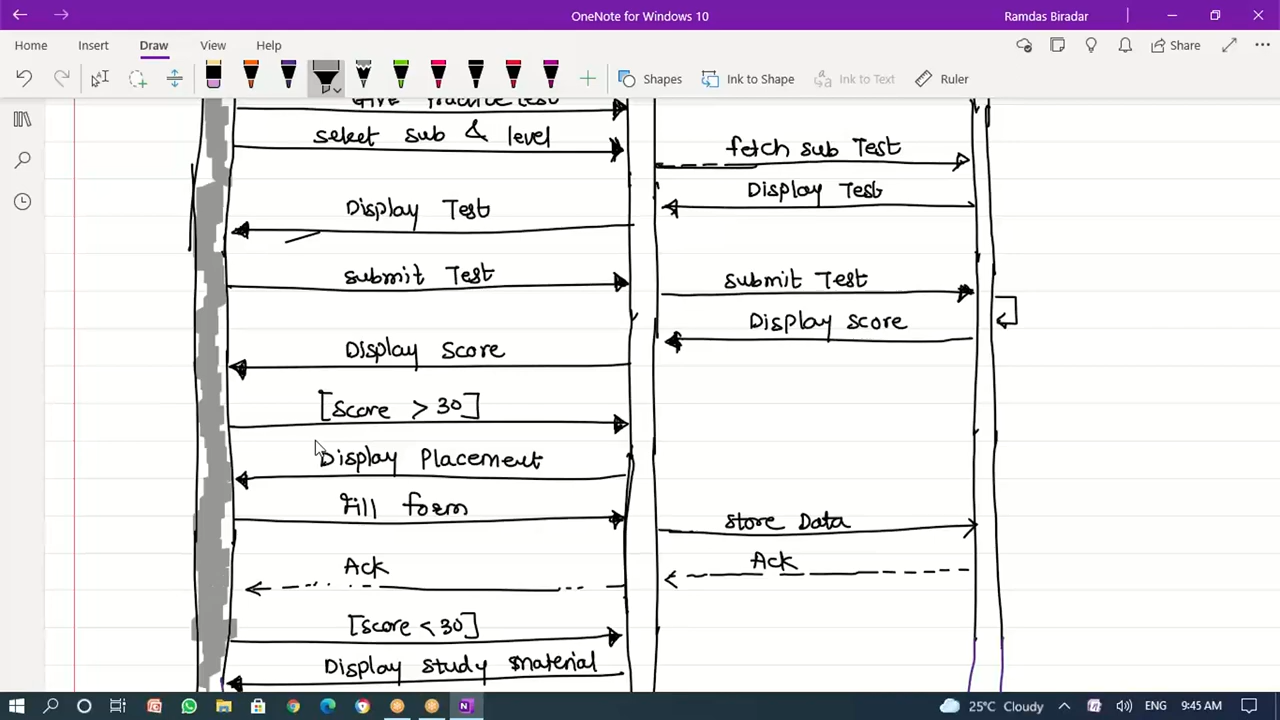 OneNote for Windows 10
Ramdas Biradar
Home Insert Draw View Help
Share
Shapes
Ink to Shape
Ink to Text
Ruler
Give Practice Test
select sub & level
fetch sub Test
Display Test
Display Test
submit Test
submit Test
Display score
Display Score
[Score > 30]
Display Placement
Fill form
store Data
Ack
Ack
[Score < 30]
Display study material
25°C Cloudy
ENG
9:45 AM